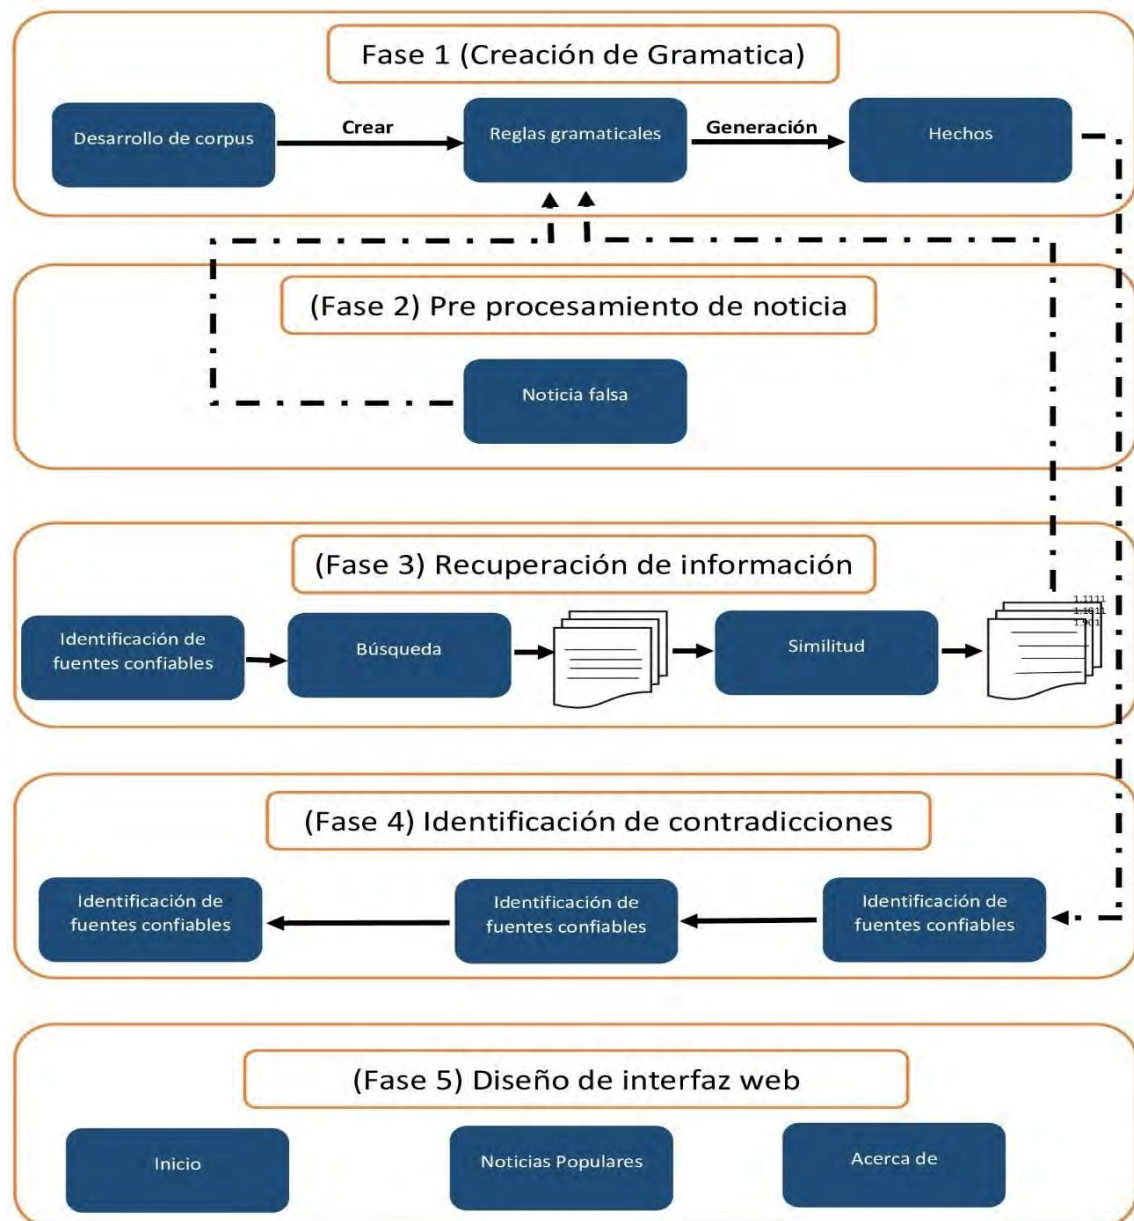 Fase 1 (Creación de Gramatica)
Desarrollo de corpus
Crear
Reglas gramaticales
Generación
Hechos
(Fase 2) Pre procesamiento de noticia
Noticia falsa
(Fase 3) Recuperación de información
Identificación de
fuentes confiables
Búsqueda
Similitud
1.1111
(Fase 4) Identificación de contradicciones
Identificación de
fuentes confiables
Identificación de
fuentes confiables
Identificación de
fuentes confiables
(Fase 5) Diseño de interfaz web
Inicio
Noticias Populares
Acerca de